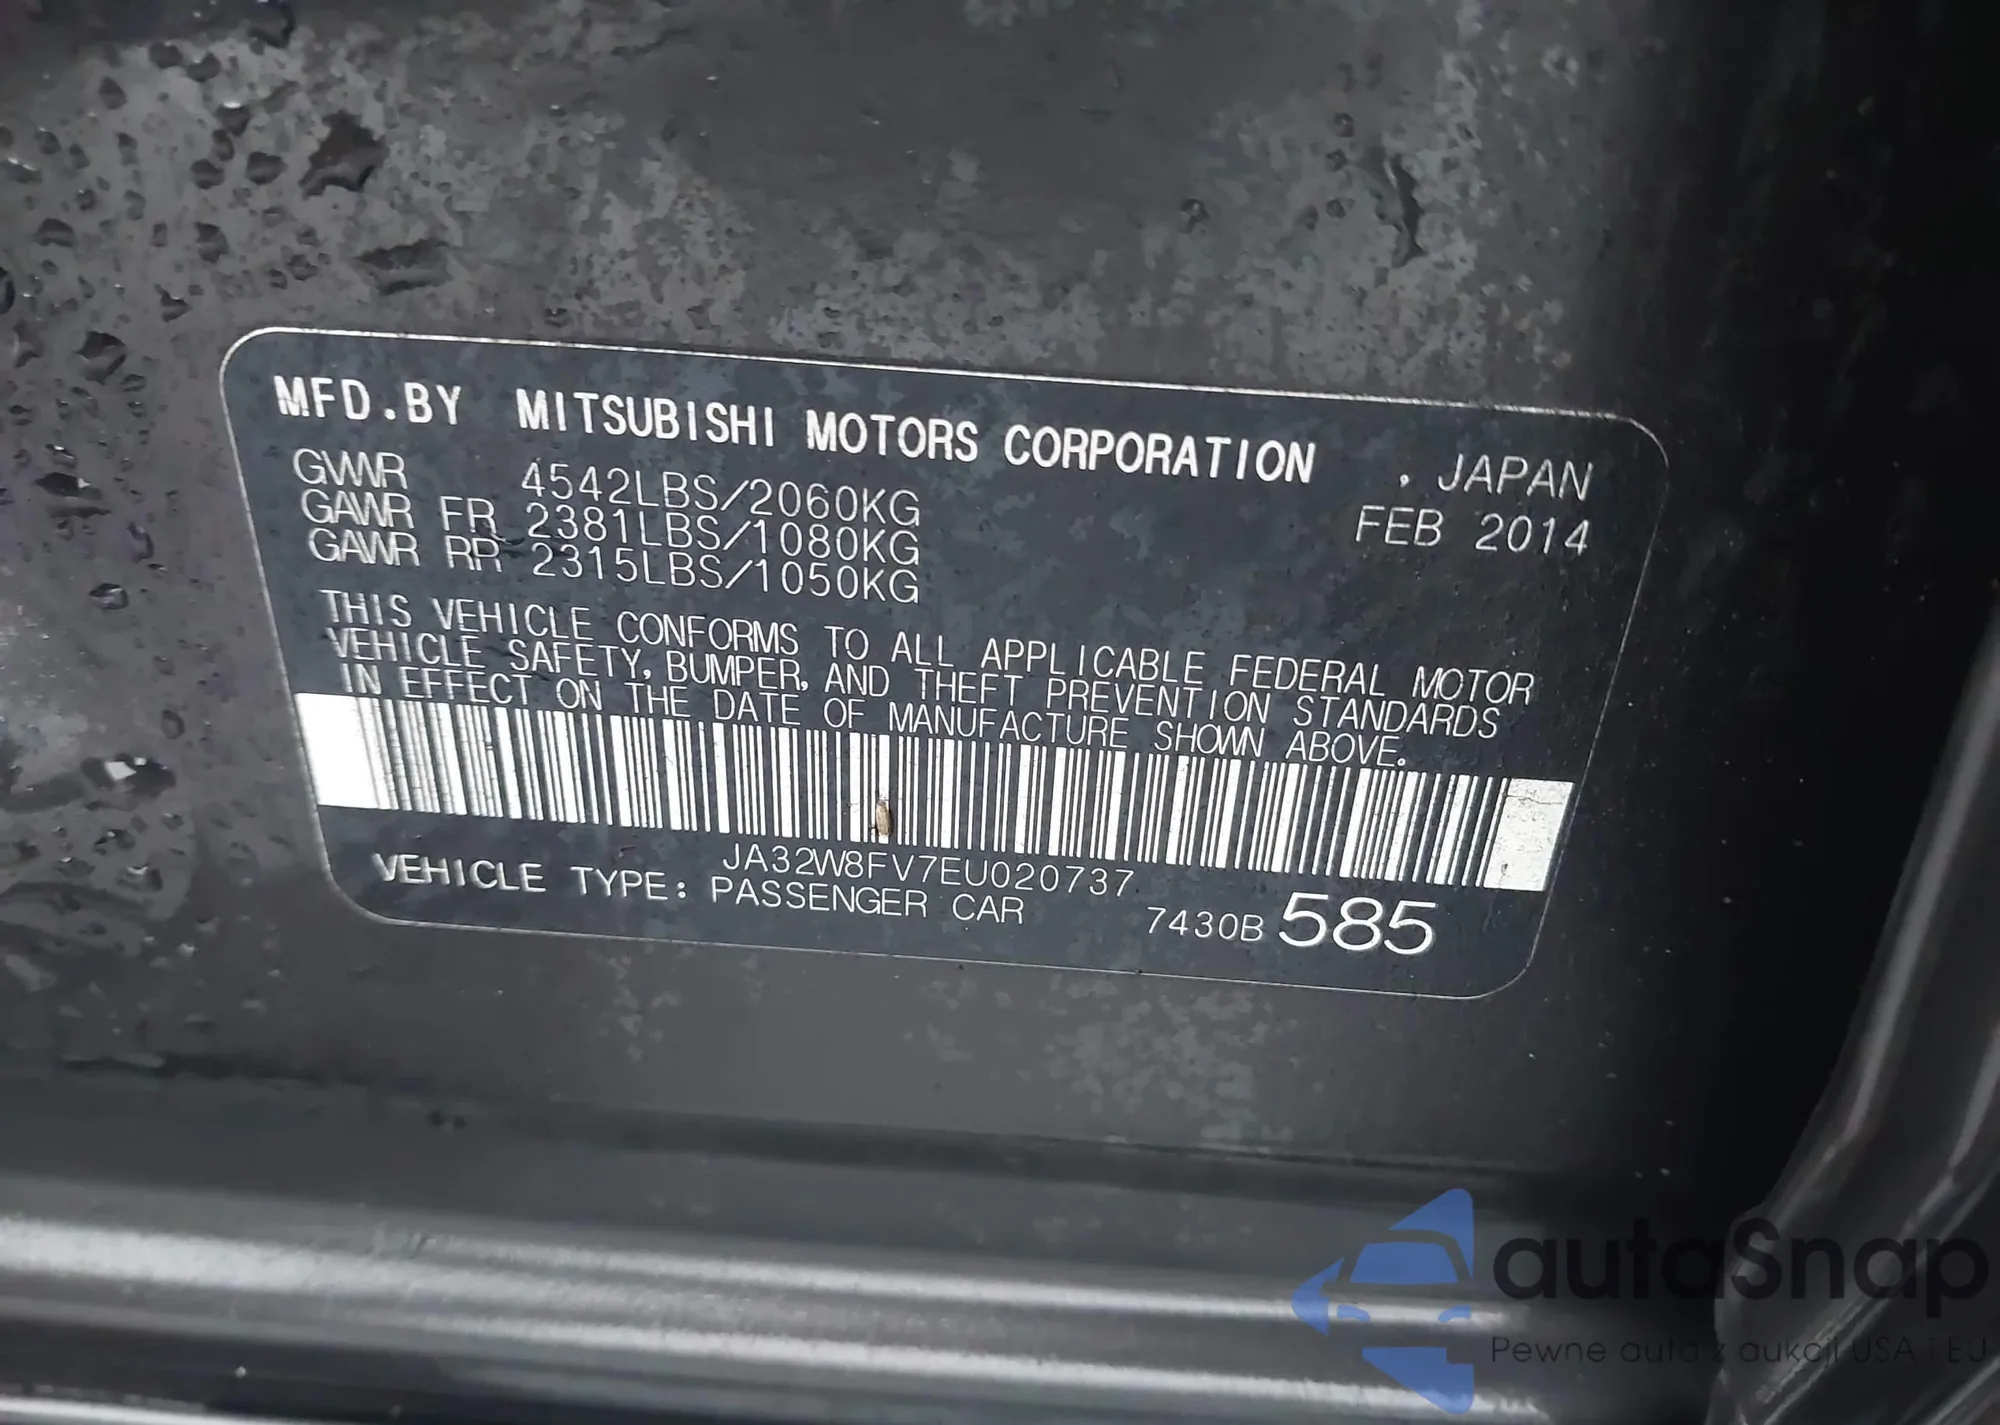 MFD.BY MITSUBISHI MOTORS CORPORATION , JAPAN
GVWR 4542LBS/2060KG FEB 2014
GAWR FR 2381LBS/1080KG
GAWR RR 2315LBS/1050KG
THIS VEHICLE CONFORMS TO ALL APPLICABLE FEDERAL MOTOR
VEHICLE SAFETY, BUMPER, AND THEFT PREVENTION STANDARDS
IN EFFECT ON THE DATE OF MANUFACTURE SHOWN ABOVE.
JA32W8FV7EU020737
VEHICLE TYPE: PASSENGER CAR 7430B 585
autaSnap
Pewne auta z aukcji USA i EU